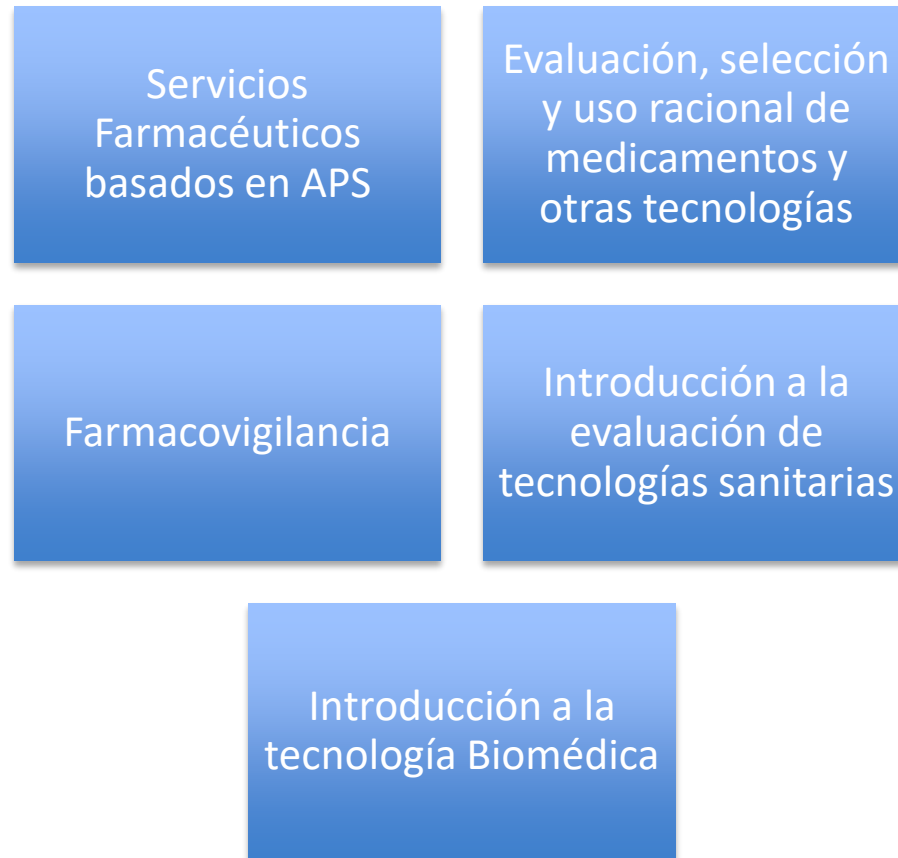 Servicios
Farmacéuticos
basados en APS
Evaluación, selección
y uso racional de
medicamentos y
otras tecnologías
Farmacovigilancia
Introducción a la
evaluación de
tecnologías sanitarias
Introducción a la
tecnología Biomédica